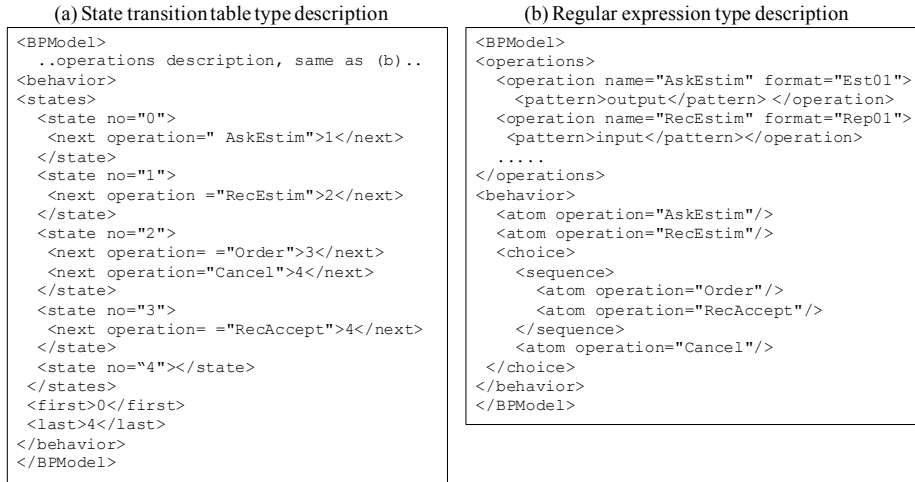 (a) State transition table type description
<BPModel>
..operations description, same as (b)..
<behavior>
<states>
<state no="0">
<next operation=" AskEstim">1</next>
</state>
<state no="1">
<next operation ="RecEstim">2</next>
</state>
<state no="2">
<next operation= ="Order">3</next>
<next operation="Cancel">4</next>
</state>
<state no="3">
<next operation= ="RecAccept">4</next>
</state>
<state no=“4"></state>
</states>
<first>0</first>
<last>4</last>
</behavior>
</BPModel>
(b) Regular expression type description
<BPModel>
<operations>
<operation name="AskEstim" format="Est01">
<pattern>output</pattern> </operation>
<operation name="RecEstim" format="Rep01">
<pattern>input</pattern></operation>
.....
</operations>
<behavior>
<atom operation="AskEstim"/>
<atom operation="RecEstim"/>
<choice>
<sequence>
<atom operation="Order"/>
<atom operation="RecAccept"/>
</sequence>
<atom operation="Cancel"/>
</choice>
</behavior>
</BPModel>